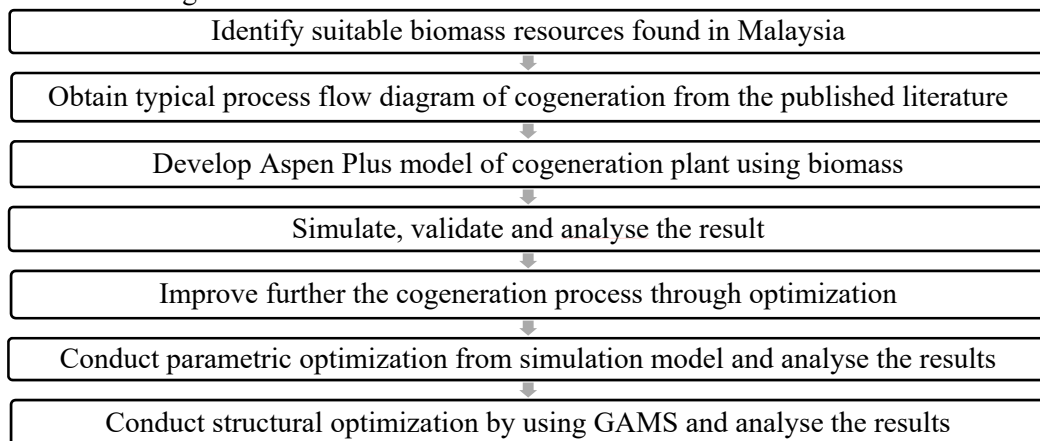 Identify suitable biomass resources found in Malaysia
Obtain typical process flow diagram of cogeneration from the published literature
Develop Aspen Plus model of cogeneration plant using biomass
Simulate, validate and analyse the result
Improve further the cogeneration process through optimization
Conduct parametric optimization from simulation model and analyse the results
Conduct structural optimization by using GAMS and analyse the results